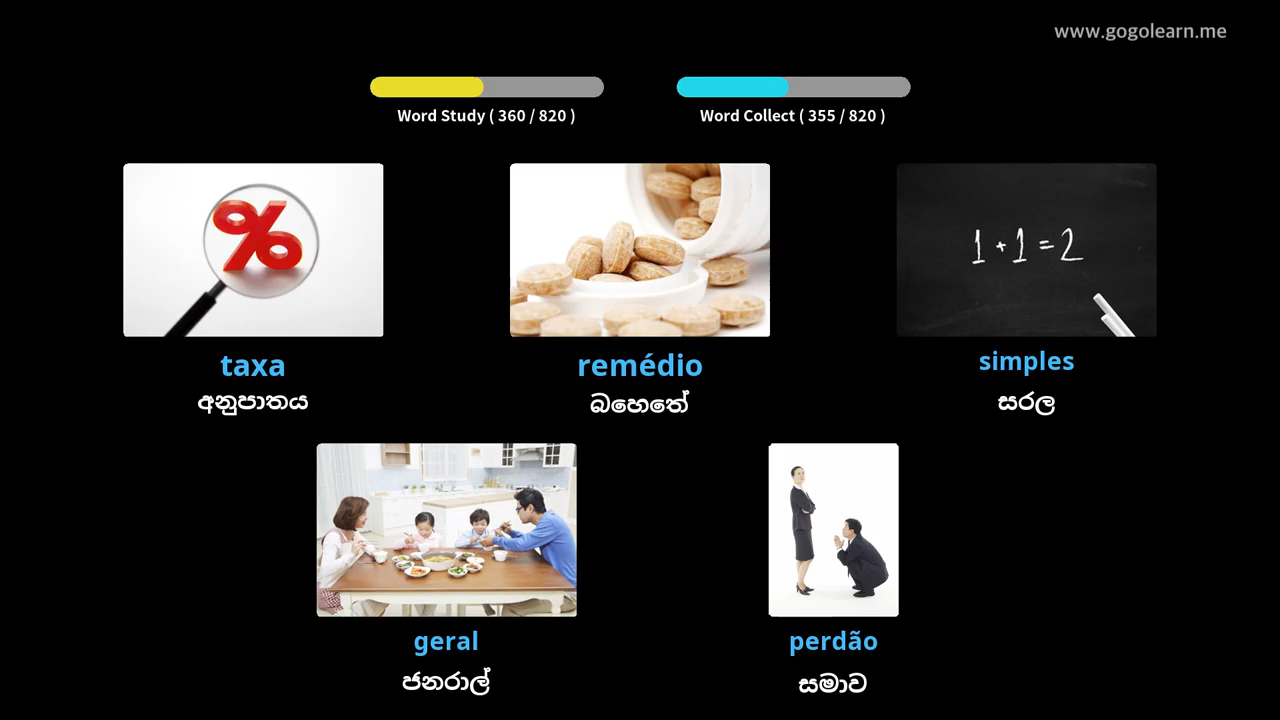 www.gogolearn.me
Word Study ( 360 / 820 )
Word Collect ( 355 / 820 )
%
1 + 1 = 2
taxa
remédio
simples
අනුපාතය
බහෙතේ
සරල
geral
perdão
ජනරාල්
සමාව